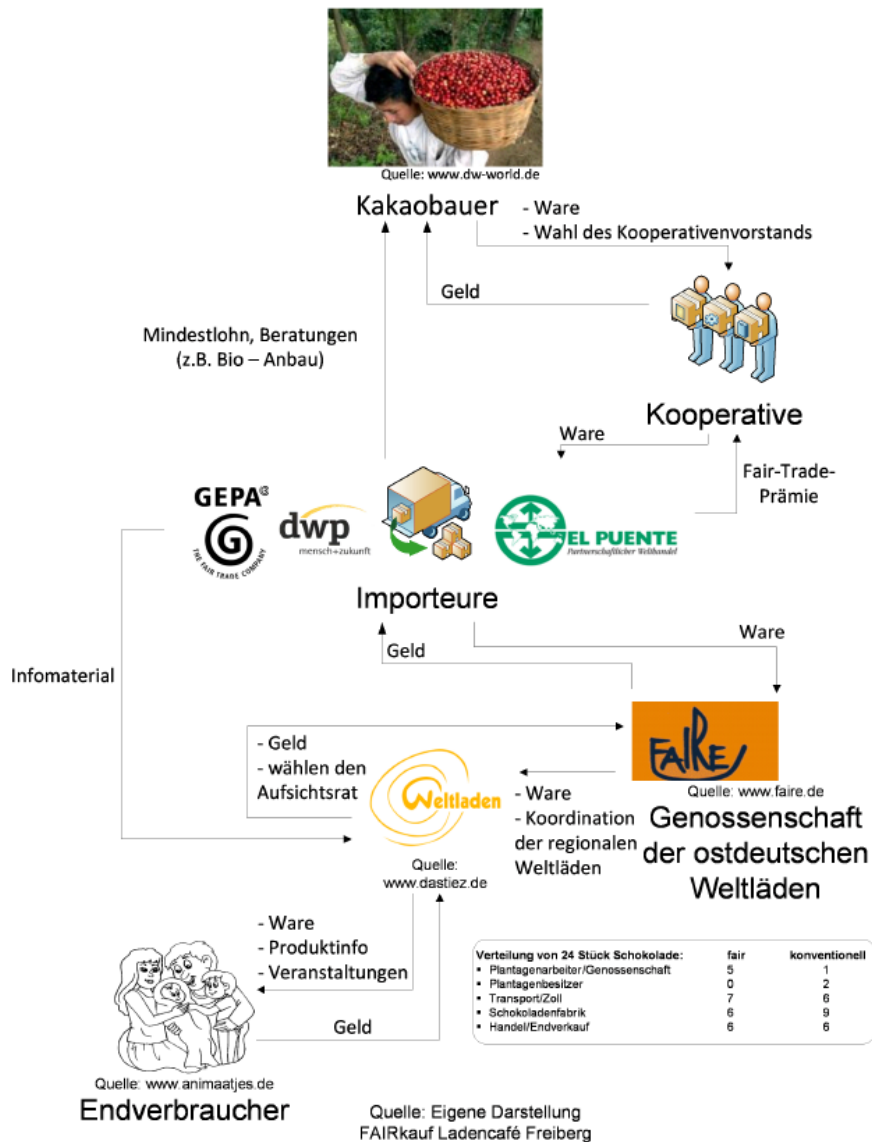 Quelle: www.dw-world.de
Kakaobauer
- Ware
- Wahl des Kooperativenvorstands
Geld
Mindestlohn, Beratungen
(z.B. Bio – Anbau)
Kooperative
Ware
Fair-Trade-
Prämie
GEPA
THE FAIR TRADE COMPANY
dwp
mensch+zukunft
EL PUENTE
Partnerschaftlicher Welthandel
Importeure
Ware
Geld
Infomaterial
- Geld
- wählen den
Aufsichtsrat
Weltladen
FAIRE
Quelle: www.faire.de
- Ware
- Koordination
der regionalen
Weltläden
Genossenschaft
der ostdeutschen
Weltläden
Quelle:
www.dastiez.de
- Ware
- Produktinfo
- Veranstaltungen
Geld
Verteilung von 24 Stück Schokolade: fair konventionell
▪ Plantagenarbeiter/Genossenschaft 5 1
▪ Plantagenbesitzer 0 2
▪ Transport/Zoll 7 6
▪ Schokoladenfabrik 6 9
▪ Handel/Endverkauf 6 6
Quelle: www.animaatjes.de
Endverbraucher
Quelle: Eigene Darstellung
FAIRkauf Ladencafé Freiberg